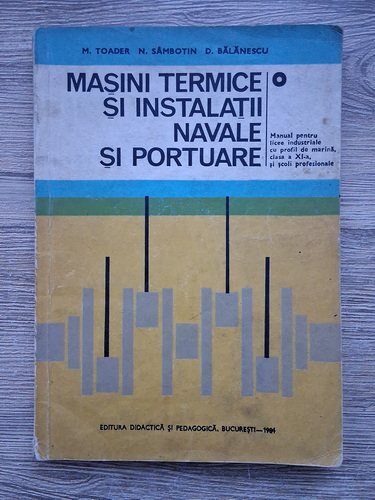 M. TOADER N. SÂMBOTIN D. BĂLĂNESCU
MAȘINI TERMICE
ȘI INSTALAȚII
NAVALE
ȘI PORTUARE
Manual pentru
licee industriale
cu profil de marină,
clasa a XI-a,
și școli profesionale
EDITURA DIDACTICĂ ȘI PEDAGOGICĂ, BUCUREȘTI—1984